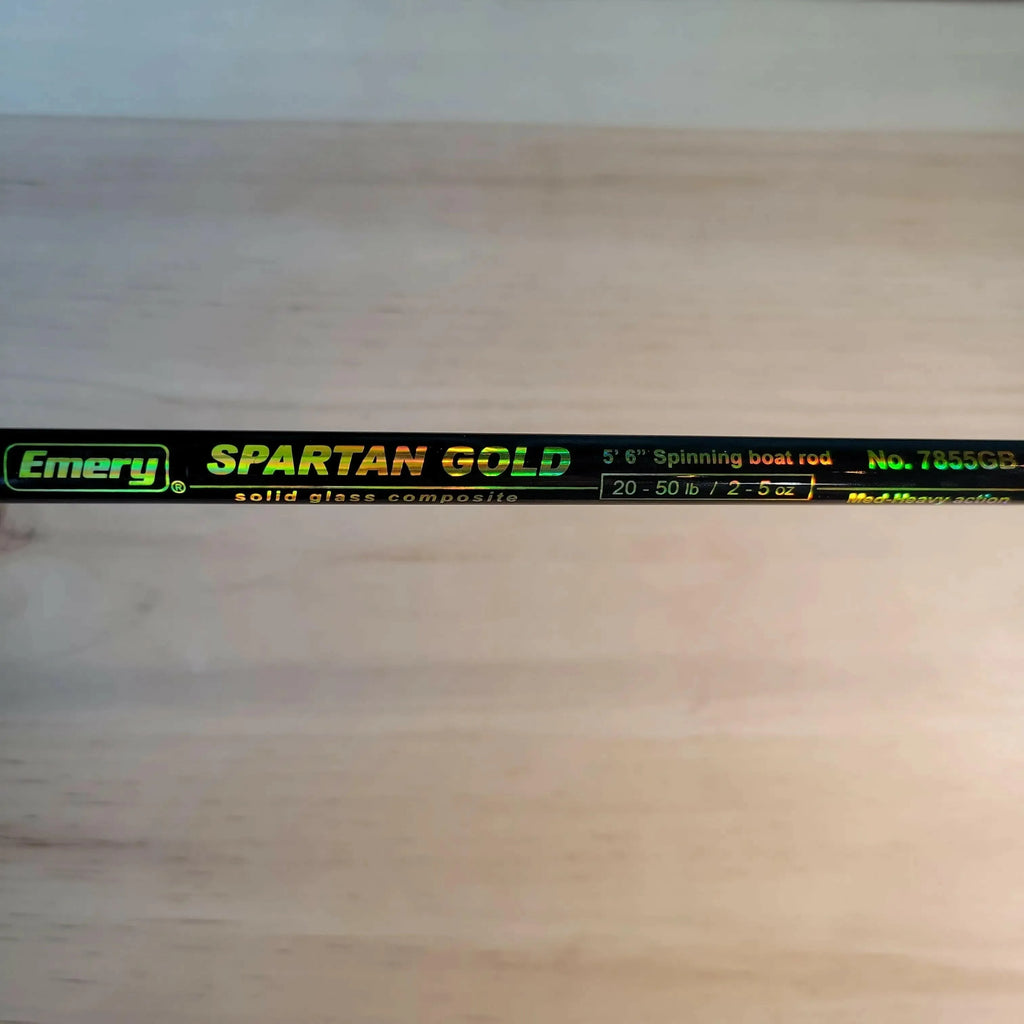 Emery®
SPARTAN GOLD
solid glass composite
5' 6" Spinning boat rod
20 - 50 lb / 2 - 5 oz
No. 7855GB
Med-Heavy action